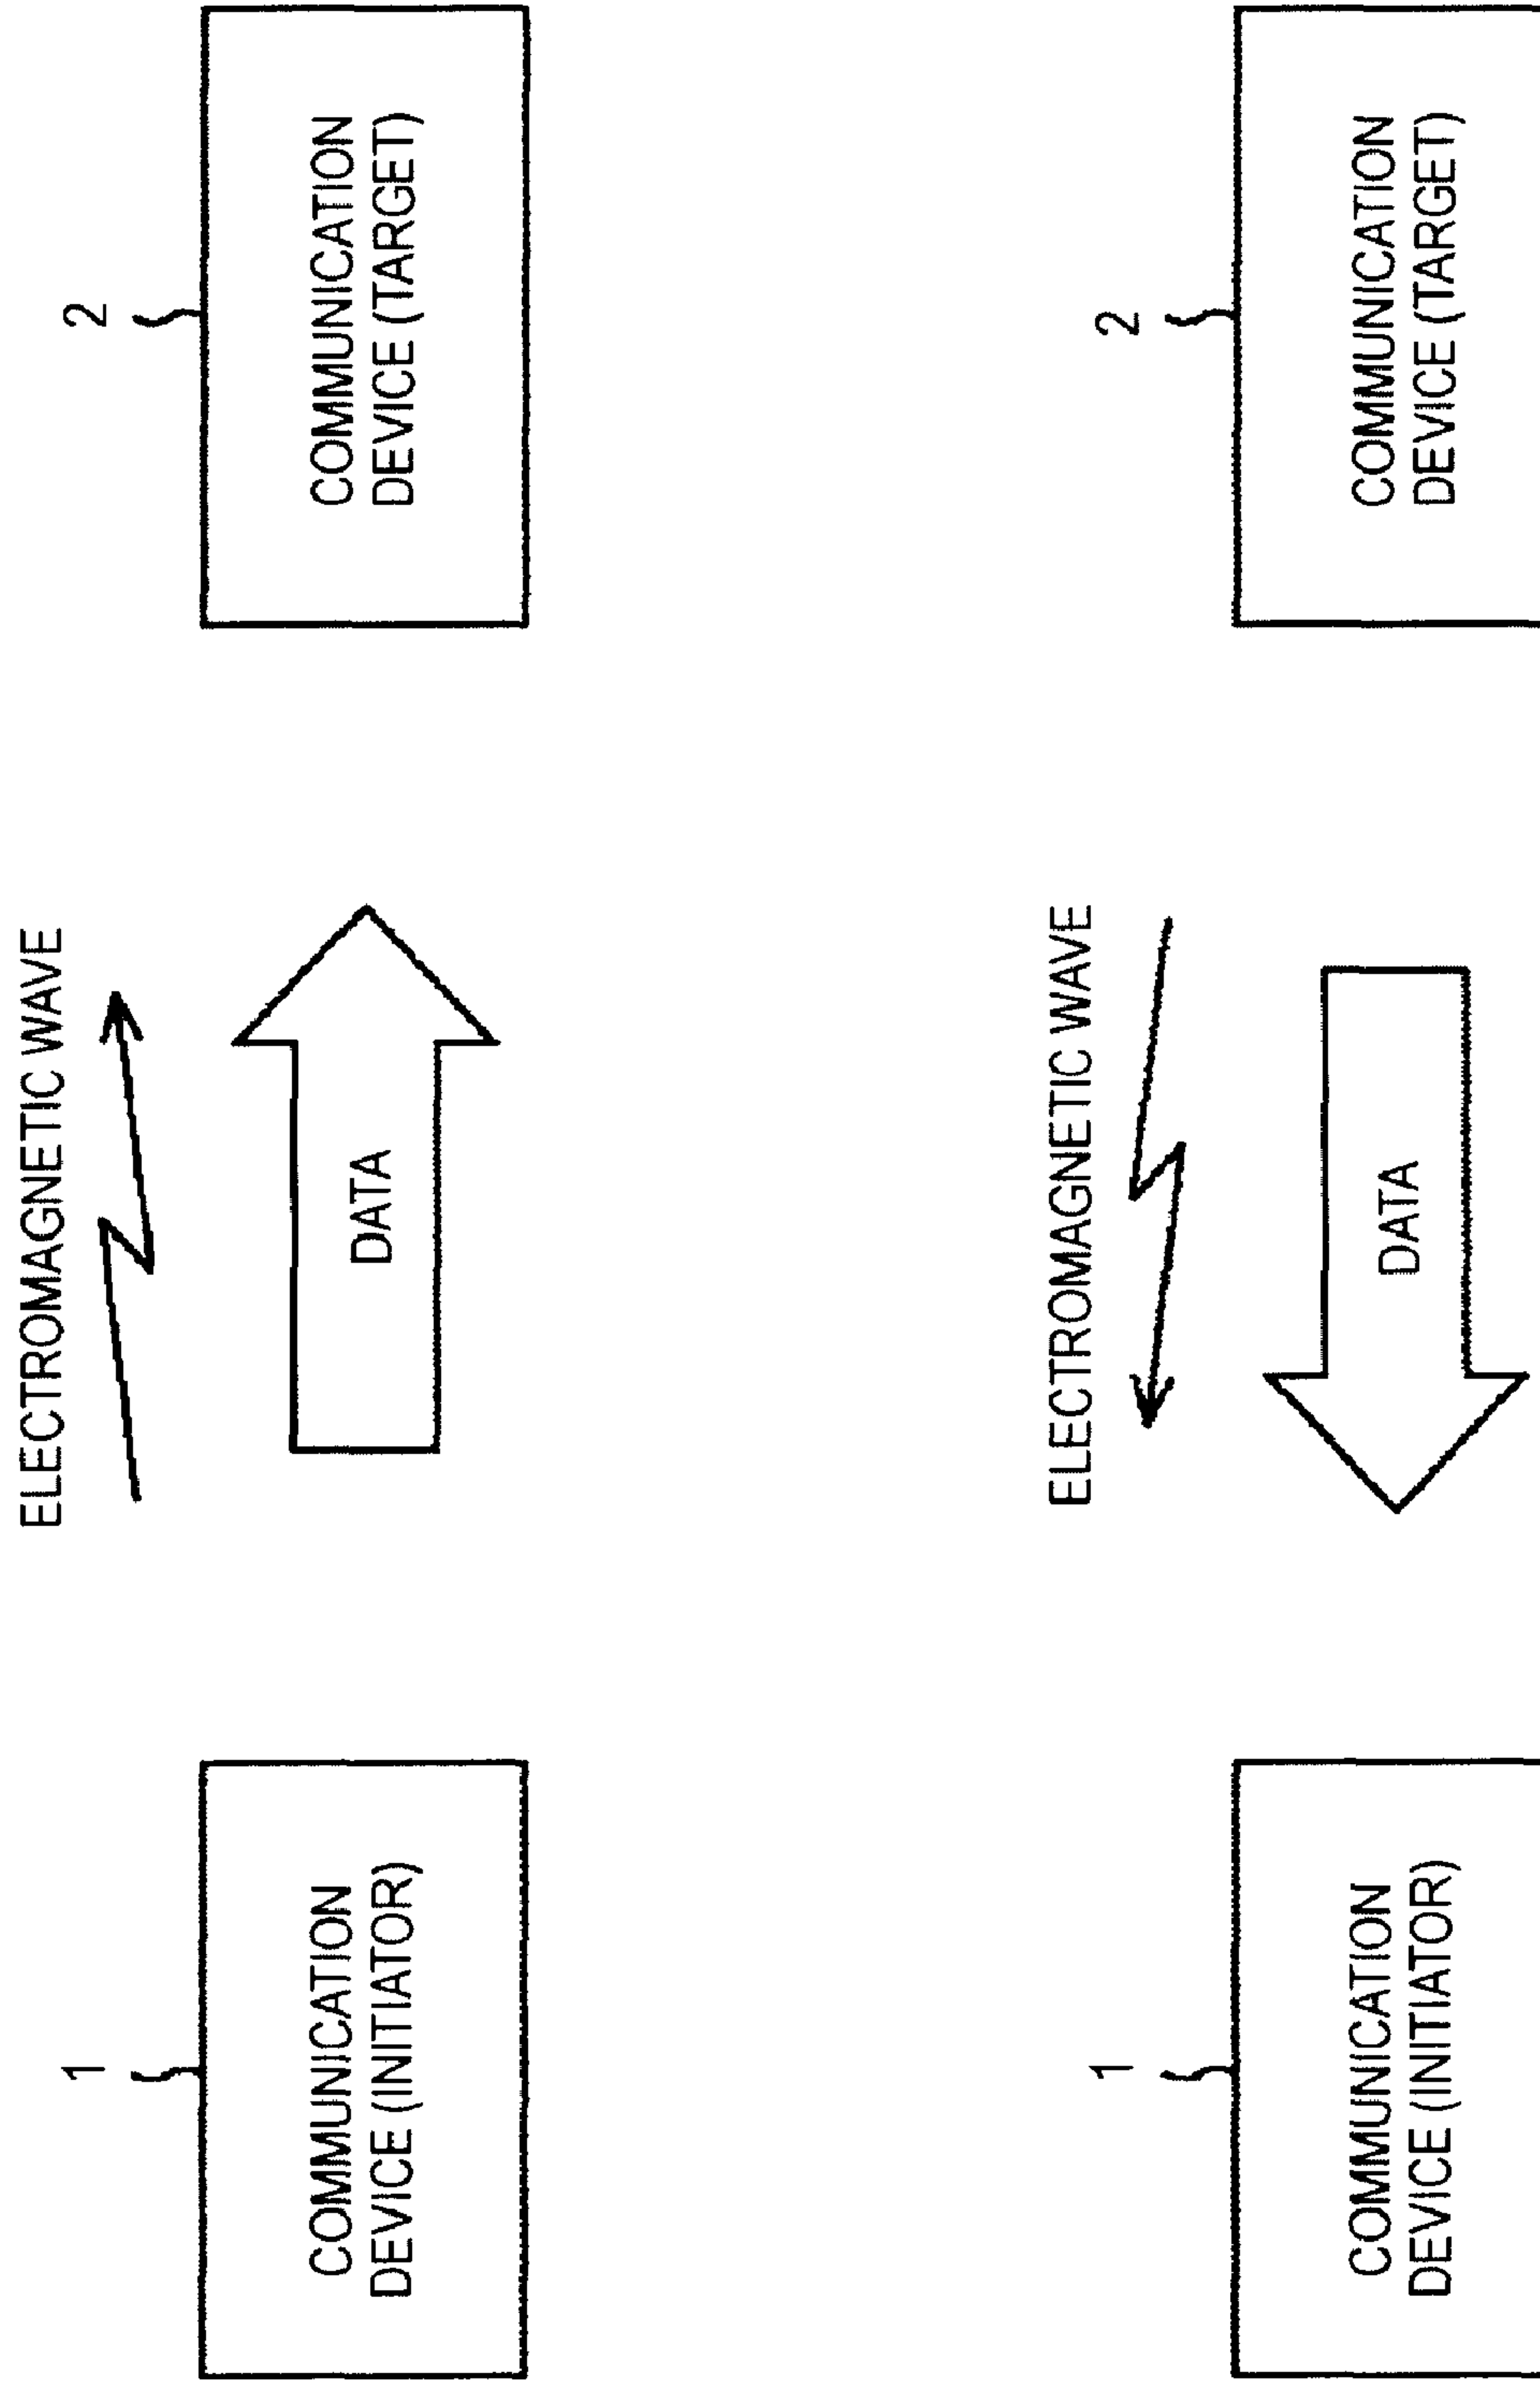 ELECTROMAGNETIC WAVE
1
2
COMMUNICATION
DEVICE (INITIATOR)
DATA
COMMUNICATION
DEVICE (TARGET)
ELECTROMAGNETIC WAVE
1
2
COMMUNICATION
DEVICE (INITIATOR)
DATA
COMMUNICATION
DEVICE (TARGET)